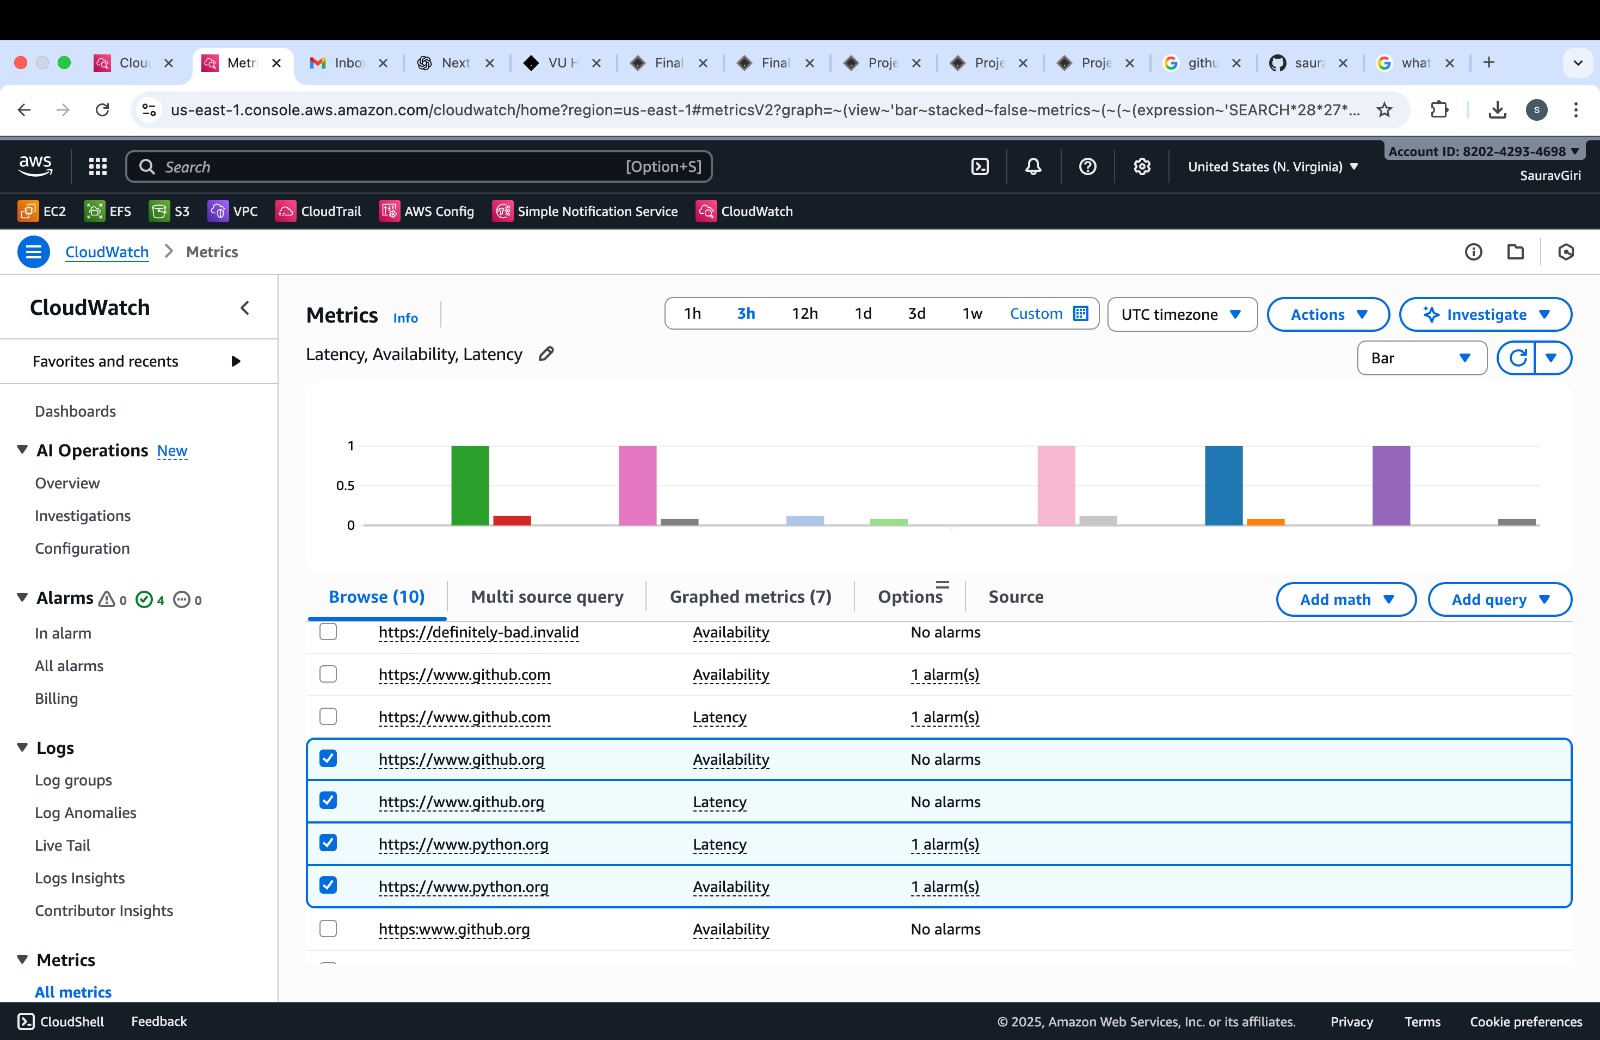 Clou
Metri
Inbo
Next
VU H
Final
Final
Proje
Proje
Proje
githu
saura
what
us-east-1.console.aws.amazon.com/cloudwatch/home?region=us-east-1#metricsV2?graph=~(view~'bar~stacked~false~metrics~(~(~(expression~'SEARCH*28*27*...
S
aws
Search
[Option+S]
United States (N. Virginia)
Account ID: 8202-4293-4698
SauravGiri
EC2
EFS
S3
VPC
CloudTrail
AWS Config
Simple Notification Service
CloudWatch
CloudWatch
Metrics
CloudWatch
Favorites and recents
Dashboards
AI Operations New
Overview
Investigations
Configuration
Alarms 0 4 0
In alarm
All alarms
Billing
Logs
Log groups
Log Anomalies
Live Tail
Logs Insights
Contributor Insights
Metrics
All metrics
Metrics Info
1h 3h 12h 1d 3d 1w Custom
UTC timezone
Actions
Investigate
Latency, Availability, Latency
Bar
1
0.5
0
Browse (10)
Multi source query
Graphed metrics (7)
Options
Source
Add math
Add query
https://definitely-bad.invalid Availability No alarms
https://www.github.com Availability 1 alarm(s)
https://www.github.com Latency 1 alarm(s)
https://www.github.org Availability No alarms
https://www.github.org Latency No alarms
https://www.python.org Latency 1 alarm(s)
https://www.python.org Availability 1 alarm(s)
https:www.github.org Availability No alarms
CloudShell
Feedback
© 2025, Amazon Web Services, Inc. or its affiliates.
Privacy
Terms
Cookie preferences